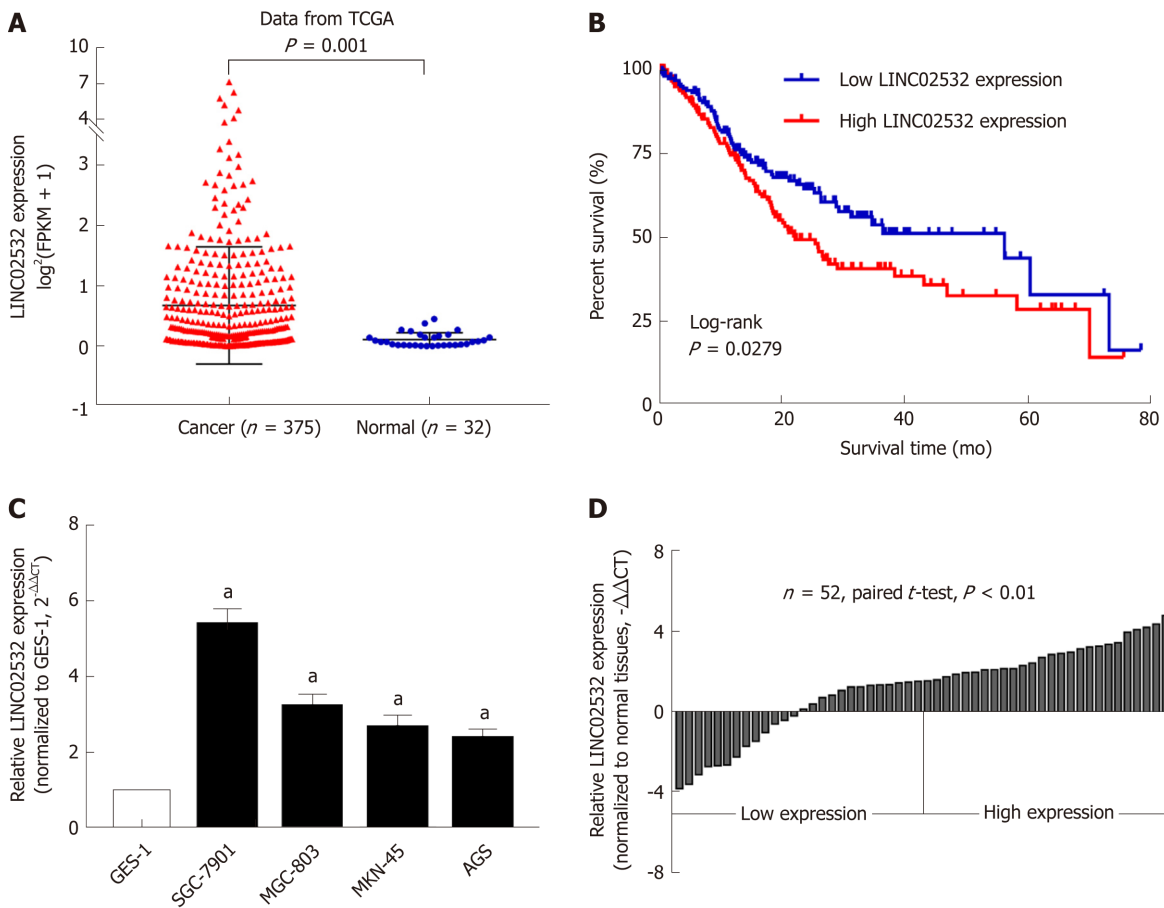 A
Data from TCGA
P = 0.001
LINC02532 expression
log²(FPKM + 1)
10
7
4
3
2
1
0
-1
Cancer (n = 375)
Normal (n = 32)
B
Low LINC02532 expression
High LINC02532 expression
Percent survival (%)
100
75
50
25
0
Log-rank
P = 0.0279
0
20
40
60
80
Survival time (mo)
C
Relative LINC02532 expression
(normalized to GES-1, 2^-ΔΔCT)
8
6
4
2
0
a
a
a
a
GES-1
SGC-7901
MGC-803
MKN-45
AGS
D
Relative LINC02532 expression
(normalized to normal tissues, -ΔΔCT)
8
4
0
-4
-8
n = 52, paired t-test, P < 0.01
Low expression
High expression